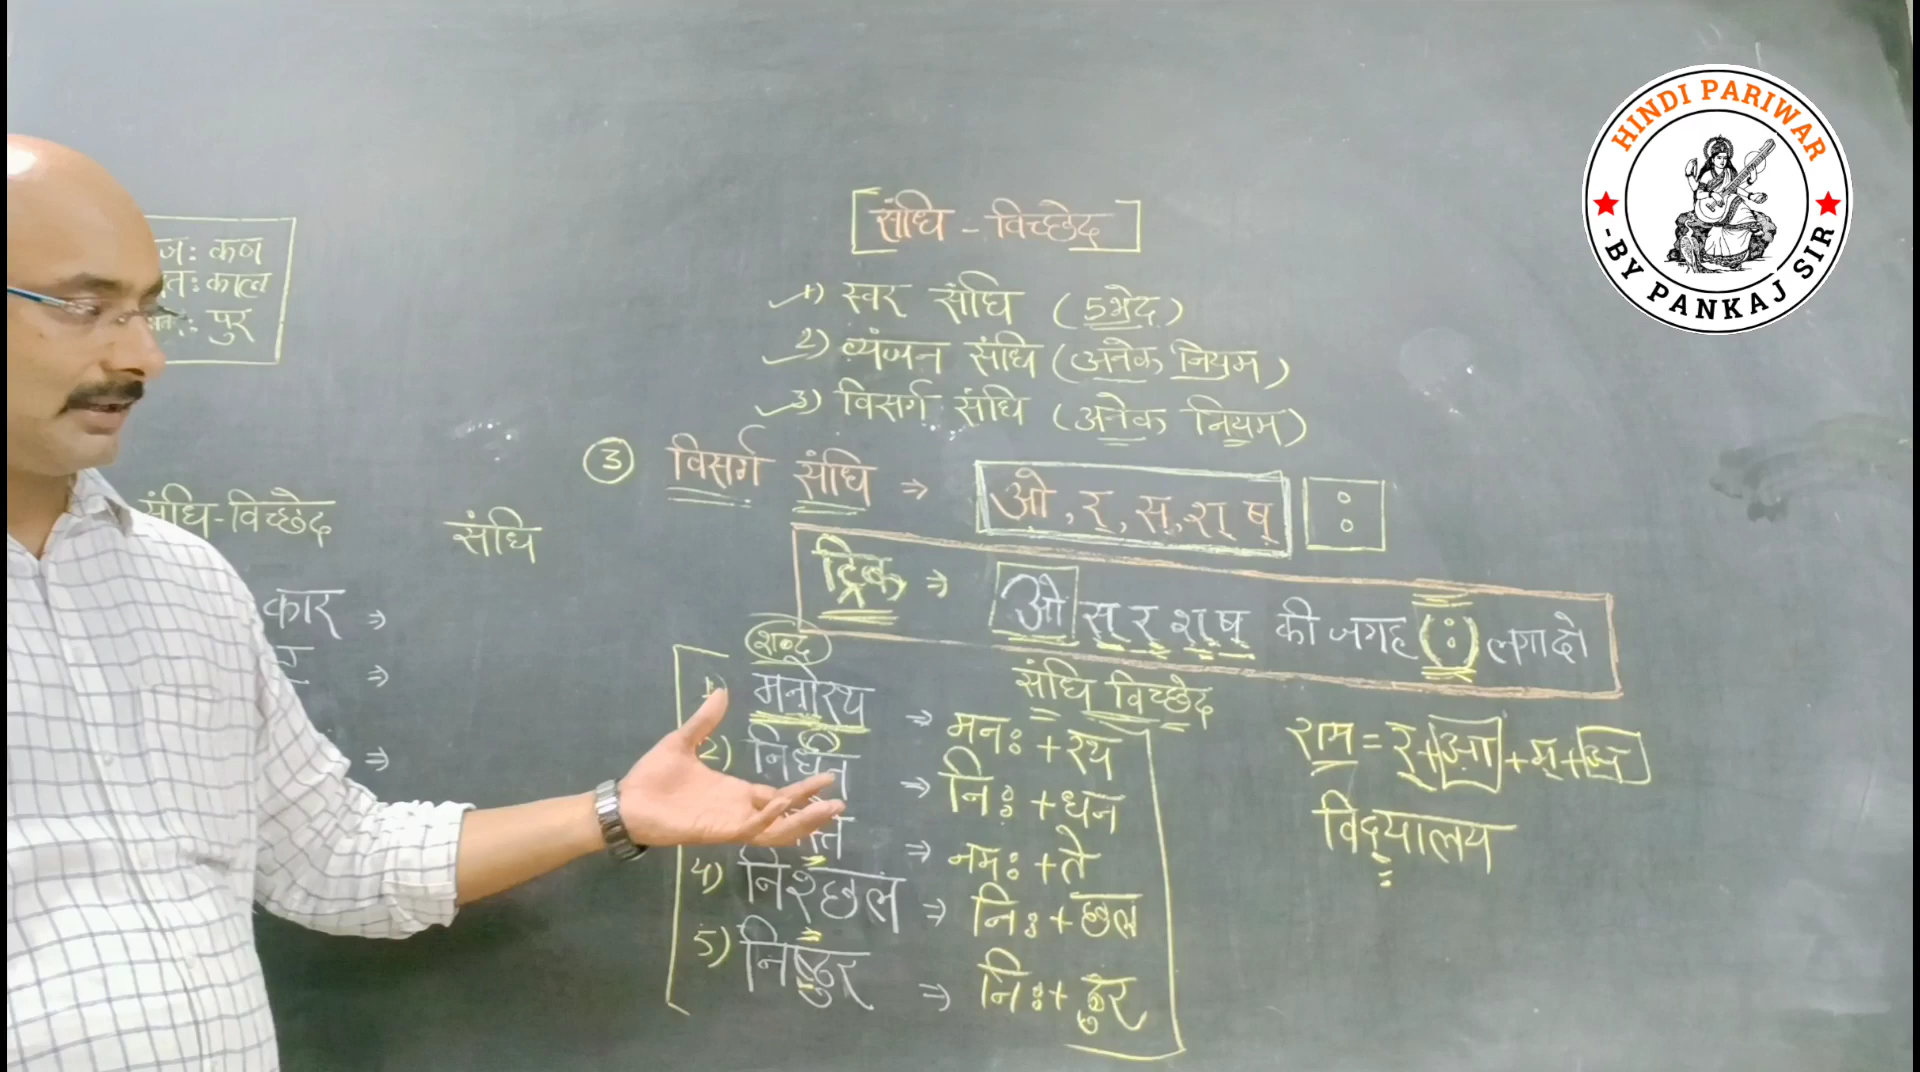 HINDI PARIWAR
-BY PANKAJ SIR
संधि - विच्छेद
1) स्वर संधि (5 भेद)
2) व्यंजन संधि (अनेक नियम)
3) विसर्ग संधि (अनेक नियम)
3 विसर्ग संधि ⇒ ओ, र्, स्, श् ष् :
ट्रिक ⇒ ओ स् र् श् ष् की जगह (:) लगा दो
शब्द संधि विच्छेद
1) मनोरथ ⇒ मनः + रथ
2) निर्धन ⇒ निः + धन
⇒ नमः + ते
4) निश्छल ⇒ निः + छल
5) निष्ठुर ⇒ निः + ठुर
राम = र् + आ + म् + अ
विद्यालय
: कण
: काल
: पुर
संधि-विच्छेद संधि
कार ⇒
⇒
⇒